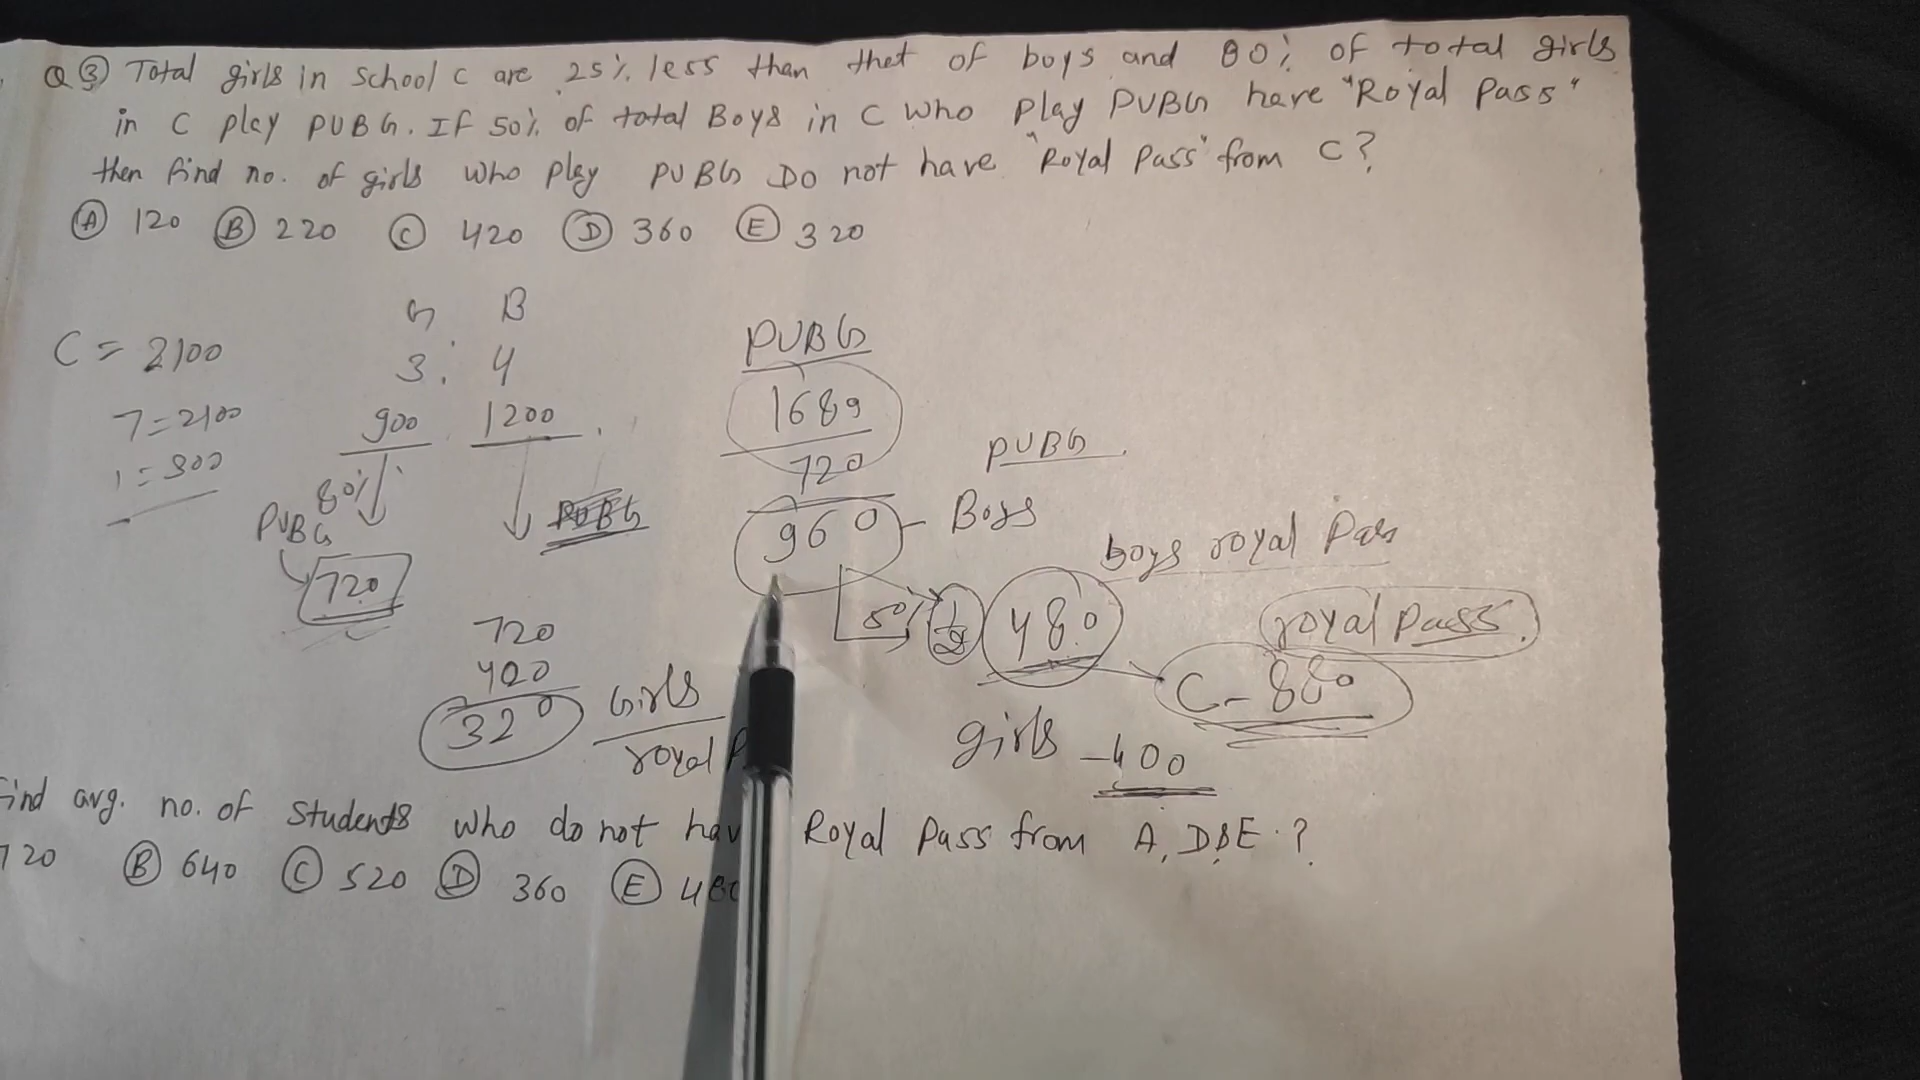 Q ③ Total girls in school C are 25% less than that of boys and 80% of total girls
in C play PUBG. If 50% of total Boys in C who play PUBG have "Royal Pass"
then find no. of girls who play PUBG Do not have "Royal Pass" from C?
Ⓐ 120 Ⓑ 220 Ⓒ 420 Ⓓ 360 Ⓔ 320
G B
C = 2100 3 : 4 PUBG
7 = 2100 900 1200 1680
1 = 300 720 PUBG
80% PUBG 960 - Boys
PUBG boys royal Pass
720 50% 1/2 480 royal Pass
720
400 C - 880
320 Girls girls - 400
royal
Find avg. no. of Students who do not hav Royal Pass from A, D & E ?
720 Ⓑ 640 Ⓒ 520 Ⓓ 360 Ⓔ 480